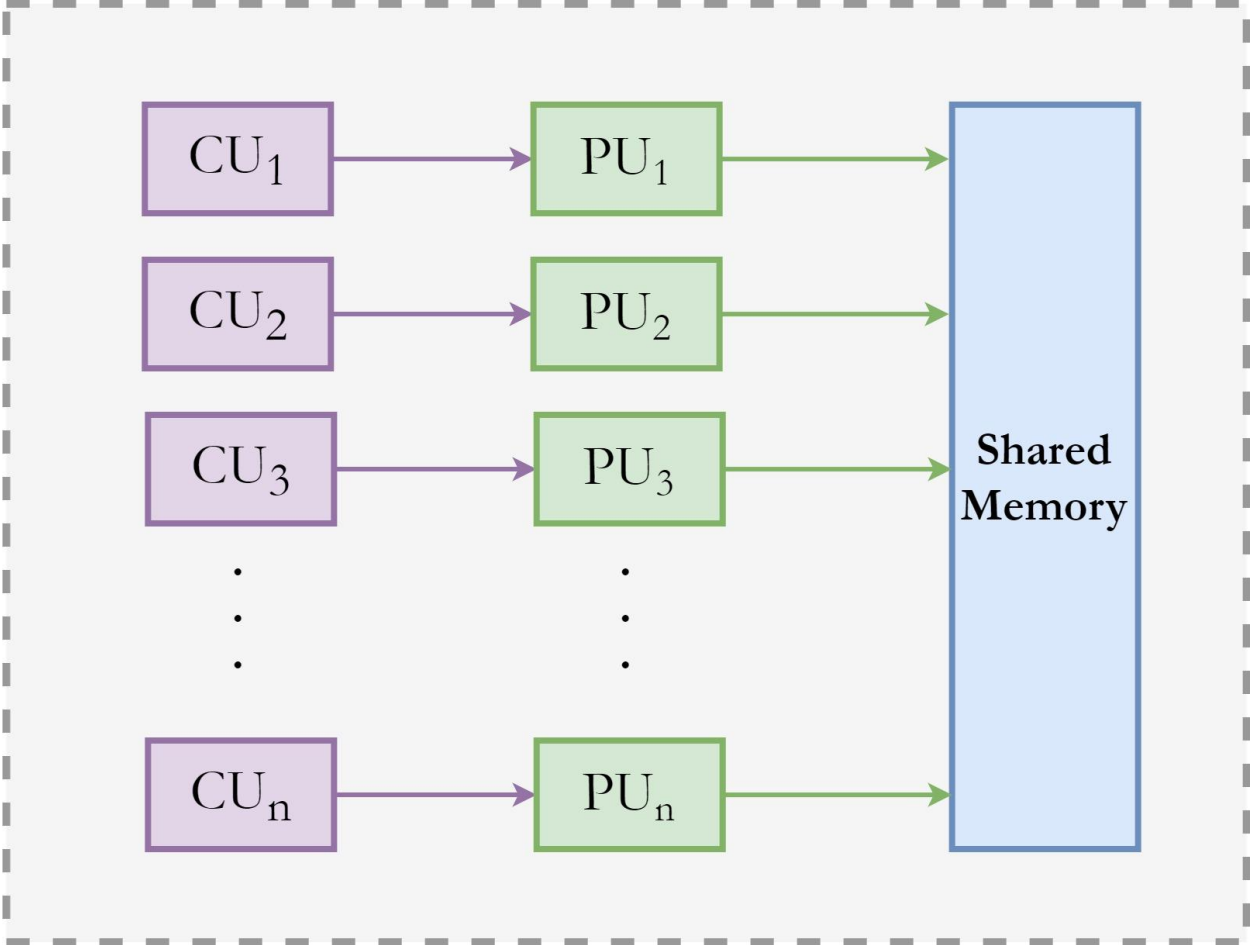 CU₁ PU₁
CU₂ PU₂
CU₃ PU₃
Shared
Memory
CUₙ PUₙ